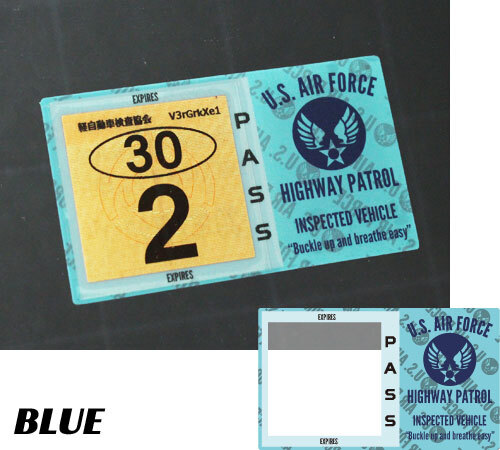 EXPIRES
軽自動車検査協会 V3rGrkXe1
30
2
EXPIRES
PASS
U.S. AIR FORCE
HIGHWAY PATROL
INSPECTED VEHICLE
"Buckle up and breathe easy"
EXPIRES
EXPIRES
PASS
U.S. AIR FORCE
HIGHWAY PATROL
INSPECTED VEHICLE
"Buckle up and breathe easy"
BLUE